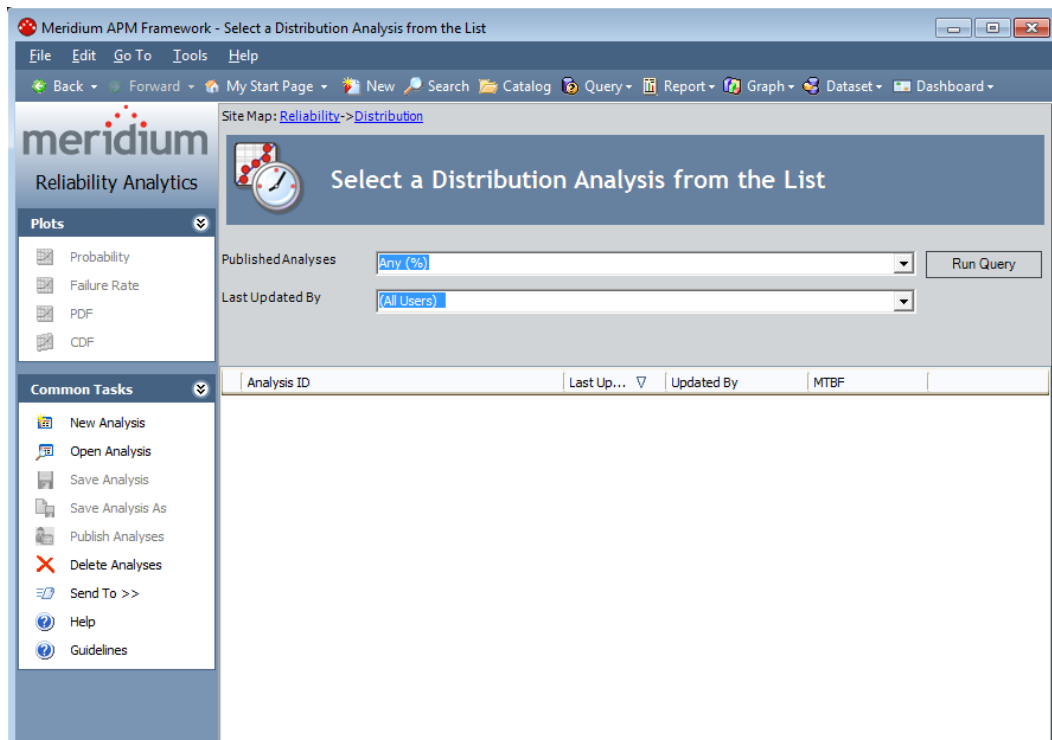 Meridium APM Framework - Select a Distribution Analysis from the List
File Edit Go To Tools Help
Back Forward My Start Page New Search Catalog Query Report Graph Dataset Dashboard
meridium
Reliability Analytics
Site Map: Reliability->Distribution
Select a Distribution Analysis from the List
Plots
Probability
Failure Rate
PDF
CDF
Published Analyses Any (%) Run Query
Last Updated By (All Users)
Common Tasks
New Analysis
Open Analysis
Save Analysis
Save Analysis As
Publish Analyses
Delete Analyses
Send To >>
Help
Guidelines
Analysis ID Last Up... Updated By MTBF